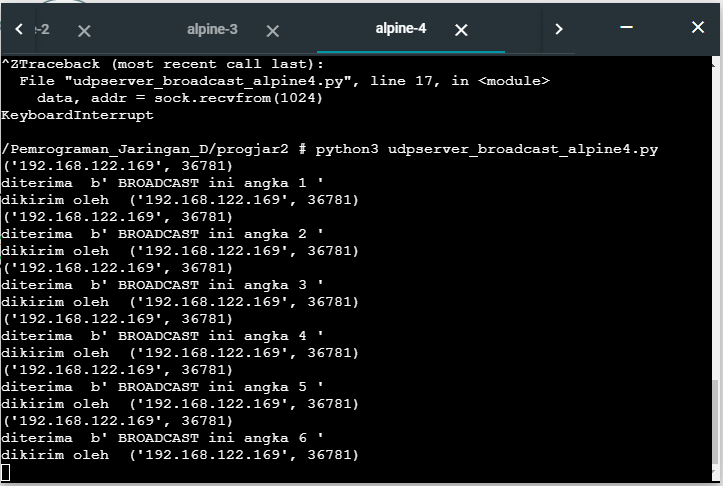 -2
alpine-3
alpine-4
^ZTraceback (most recent call last):
  File "udpserver_broadcast_alpine4.py", line 17, in <module>
    data, addr = sock.recvfrom(1024)
KeyboardInterrupt
/Pemrograman_Jaringan_D/progjar2 # python3 udpserver_broadcast_alpine4.py
('192.168.122.169', 36781)
diterima  b' BROADCAST ini angka 1 '
dikirim oleh  ('192.168.122.169', 36781)
('192.168.122.169', 36781)
diterima  b' BROADCAST ini angka 2 '
dikirim oleh  ('192.168.122.169', 36781)
('192.168.122.169', 36781)
diterima  b' BROADCAST ini angka 3 '
dikirim oleh  ('192.168.122.169', 36781)
('192.168.122.169', 36781)
diterima  b' BROADCAST ini angka 4 '
dikirim oleh  ('192.168.122.169', 36781)
('192.168.122.169', 36781)
diterima  b' BROADCAST ini angka 5 '
dikirim oleh  ('192.168.122.169', 36781)
('192.168.122.169', 36781)
diterima  b' BROADCAST ini angka 6 '
dikirim oleh  ('192.168.122.169', 36781)